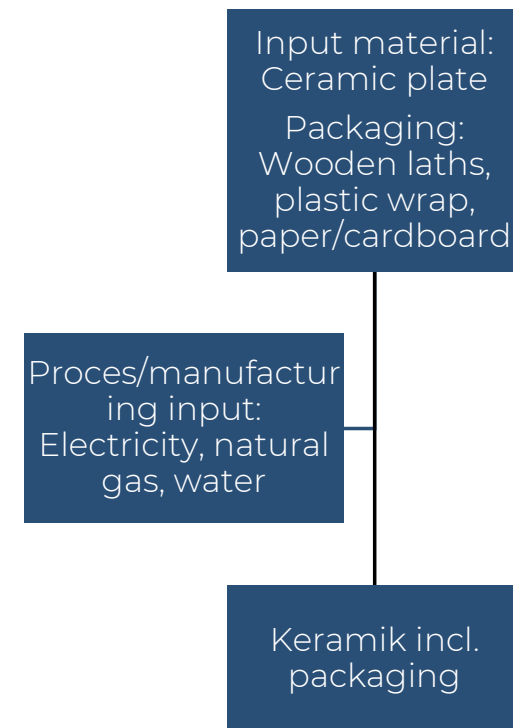 Input material:
Ceramic plate
Packaging:
Wooden laths,
plastic wrap,
paper/cardboard
Proces/manufactur
ing input:
Electricity, natural
gas, water
Keramik incl.
packaging